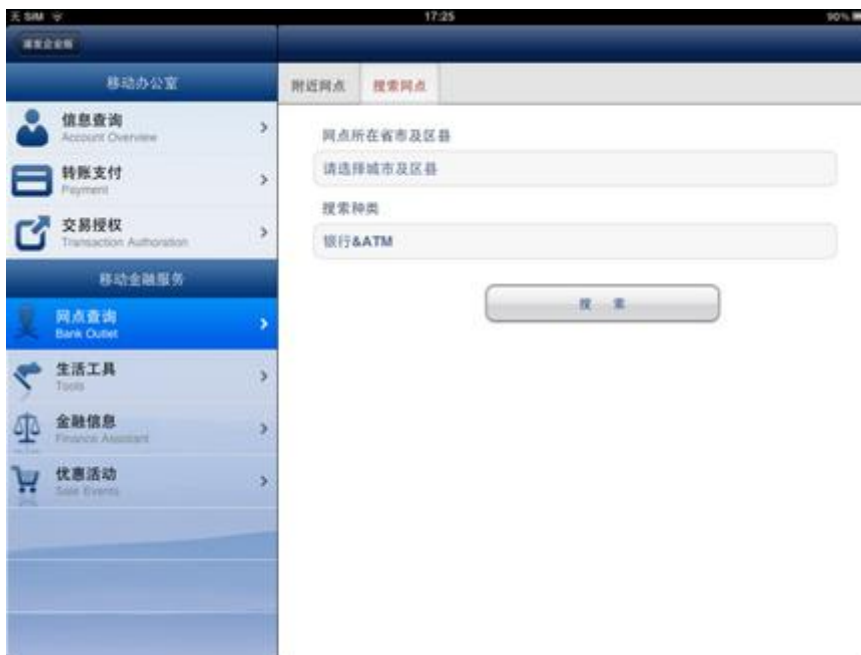 无 SIM
17:25
90%
移动办公室
附近网点
搜索网点
信息查询
Account Overview
转账支付
Payment
交易授权
Transaction Authoration
移动金融服务
网点查询
Bank Outlet
生活工具
Tools
金融信息
Finance Assistant
优惠活动
Sale Events
网点所在省市及区县
请选择城市及区县
搜索种类
银行&ATM
搜 索